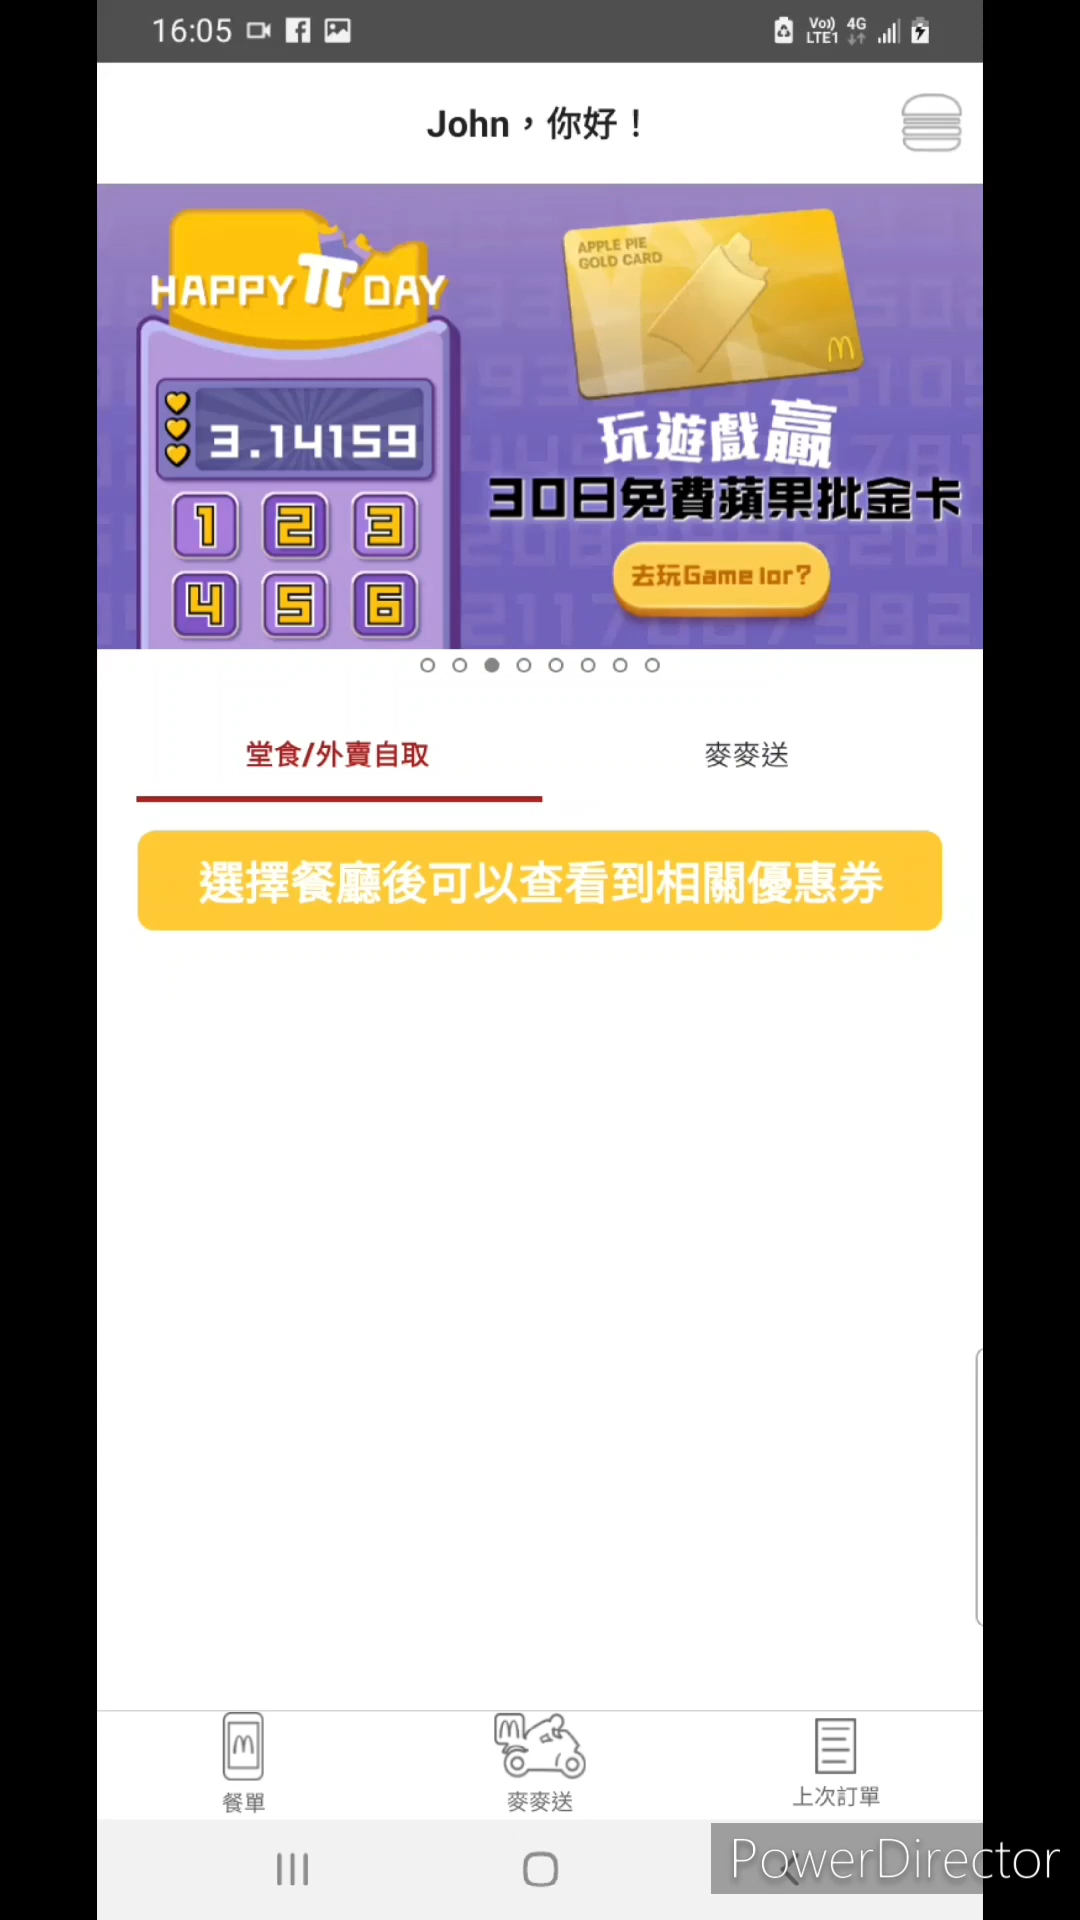 16:05
Vo)) 4G
LTE1
John，你好！
HAPPY π DAY
APPLE PIE
GOLD CARD
3.14159
玩遊戲贏
30日免費蘋果批金卡
1 2 3
去玩Game lor?
4 5 6
堂食/外賣自取
麥麥送
選擇餐廳後可以查看到相關優惠券
餐單
麥麥送
上次訂單
PowerDirector